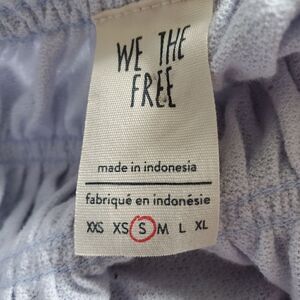 WE THE
FREE
made in indonesia
fabriqué en indonésie
XXS XS S M L XL